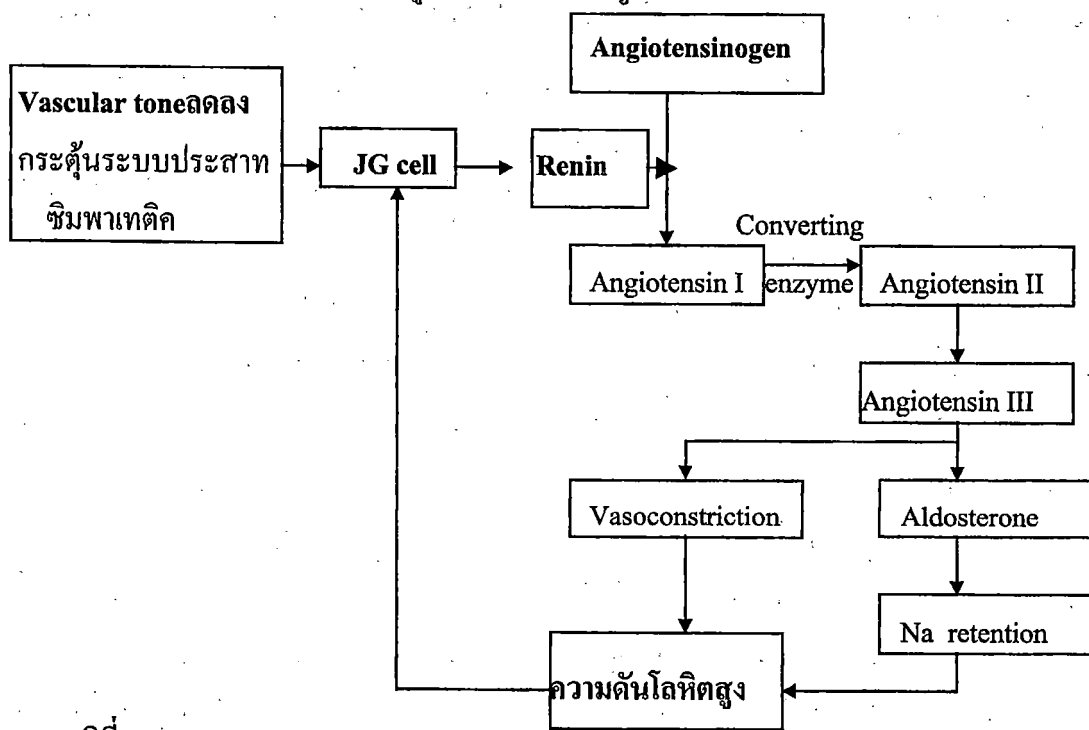 Angiotensinogen
Vascular toneลดลง
กระตุ้นระบบประสาท
ซิมพาเทติค
JG cell
Renin
Converting
enzyme
Angiotensin I
Angiotensin II
Angiotensin III
Vasoconstriction
Aldosterone
Na retention
ความดันโลหิตสูง